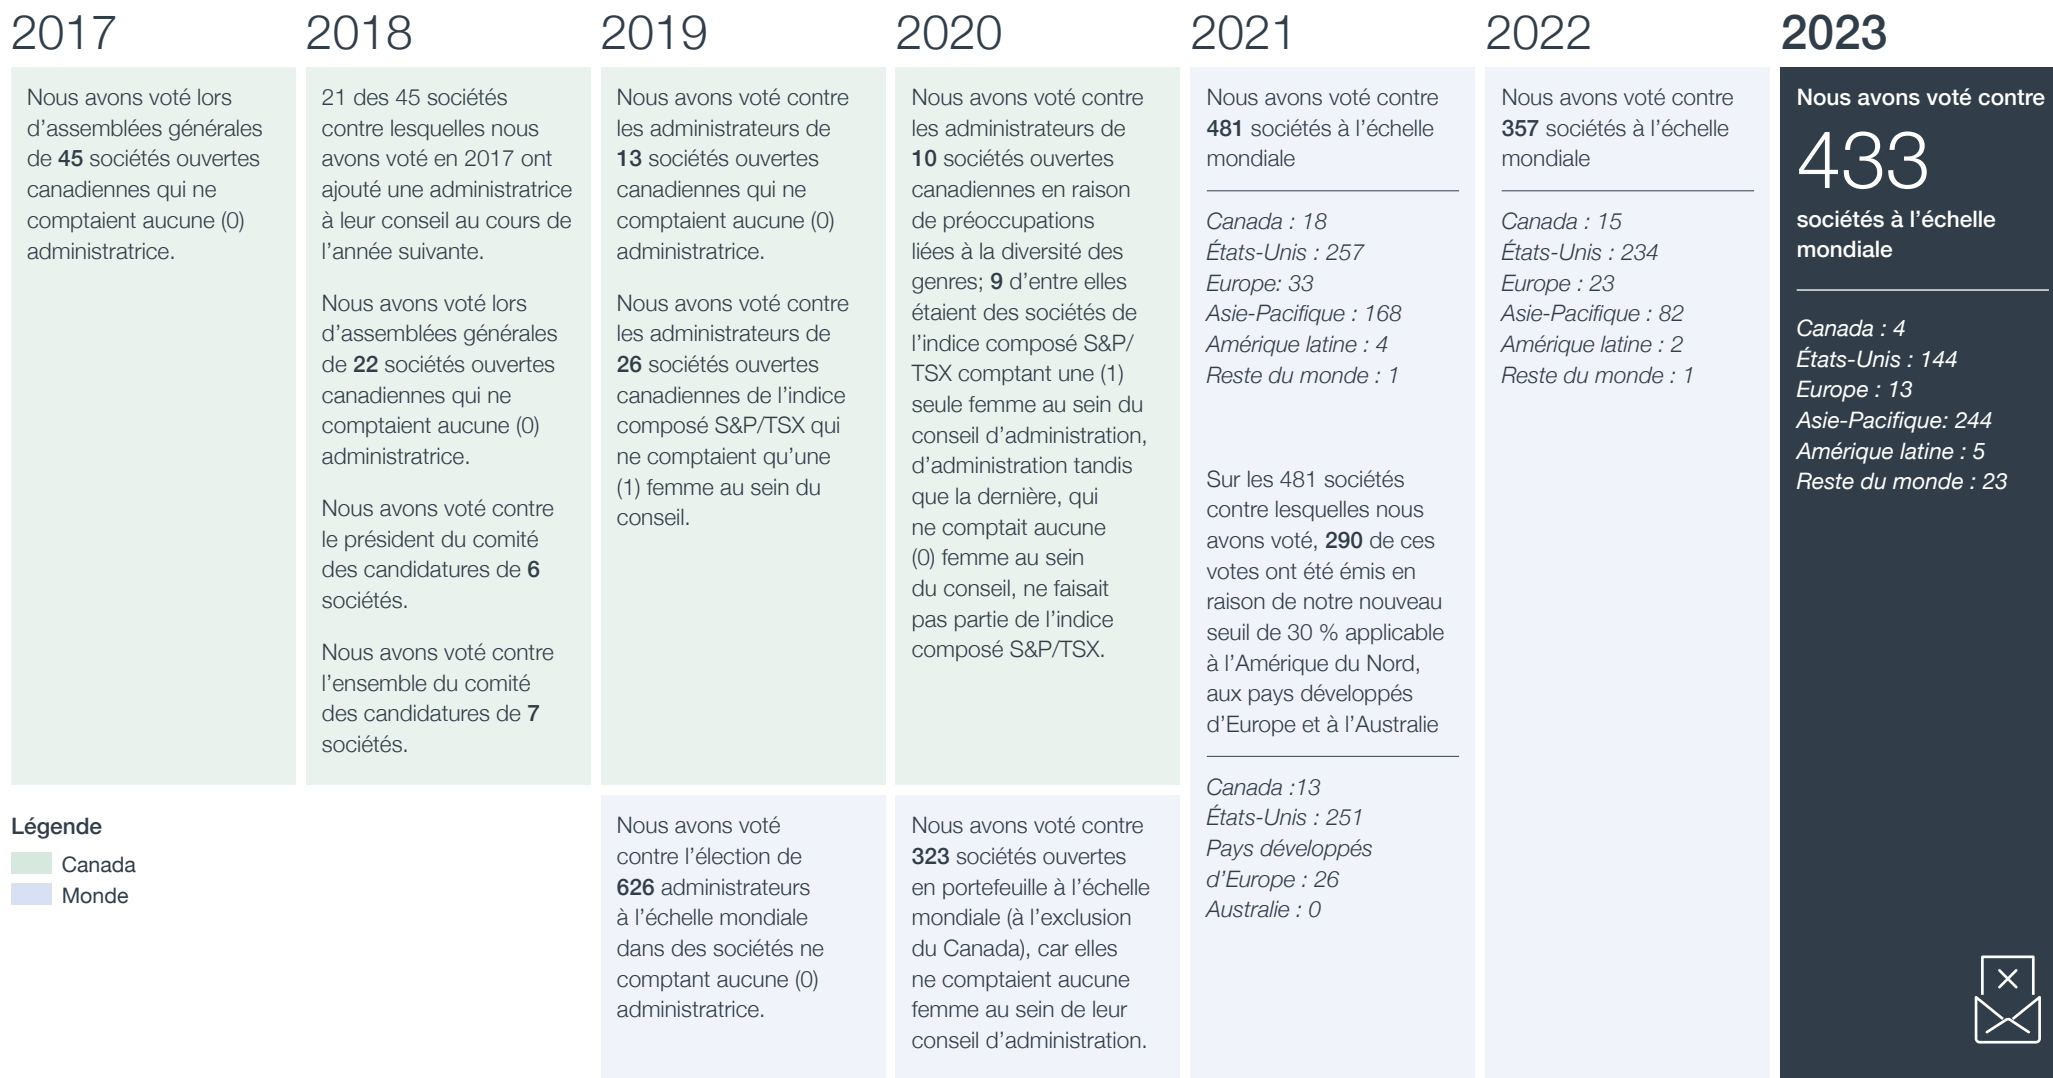 2017
Nous avons voté lors
d’assemblées générales
de 45 sociétés ouvertes
canadiennes qui ne
comptaient aucune (0)
administratrice.
2018
21 des 45 sociétés
contre lesquelles nous
avons voté en 2017 ont
ajouté une administratrice
à leur conseil au cours de
l’année suivante.
Nous avons voté lors
d’assemblées générales
de 22 sociétés ouvertes
canadiennes qui ne
comptaient aucune (0)
administratrice.
Nous avons voté contre
le président du comité
des candidatures de 6
sociétés.
Nous avons voté contre
l’ensemble du comité
des candidatures de 7
sociétés.
Légende
Canada
Monde
2019
Nous avons voté contre
les administrateurs de
13 sociétés ouvertes
canadiennes qui ne
comptaient aucune (0)
administratrice.
Nous avons voté contre
les administrateurs de
26 sociétés ouvertes
canadiennes de l’indice
composé S&P/TSX qui
ne comptaient qu’une
(1) femme au sein du
conseil.
Nous avons voté
contre l’élection de
626 administrateurs
à l’échelle mondiale
dans des sociétés ne
comptant aucune (0)
administratrice.
2020
Nous avons voté contre
les administrateurs de
10 sociétés ouvertes
canadiennes en raison
de préoccupations
liées à la diversité des
genres; 9 d’entre elles
étaient des sociétés de
l’indice composé S&P/
TSX comptant une (1)
seule femme au sein du
conseil d’administration,
d’administration tandis
que la dernière, qui
ne comptait aucune
(0) femme au sein
du conseil, ne faisait
pas partie de l’indice
composé S&P/TSX.
Nous avons voté contre
323 sociétés ouvertes
en portefeuille à l’échelle
mondiale (à l’exclusion
du Canada), car elles
ne comptaient aucune
femme au sein de leur
conseil d’administration.
2021
Nous avons voté contre
481 sociétés à l’échelle
mondiale
Canada : 18
États-Unis : 257
Europe: 33
Asie-Pacifique : 168
Amérique latine : 4
Reste du monde : 1
Sur les 481 sociétés
contre lesquelles nous
avons voté, 290 de ces
votes ont été émis en
raison de notre nouveau
seuil de 30 % applicable
à l’Amérique du Nord,
aux pays développés
d’Europe et à l’Australie
Canada :13
États-Unis : 251
Pays développés
d’Europe : 26
Australie : 0
2022
Nous avons voté contre
357 sociétés à l’échelle
mondiale
Canada : 15
États-Unis : 234
Europe : 23
Asie-Pacifique : 82
Amérique latine : 2
Reste du monde : 1
2023
Nous avons voté contre
433
sociétés à l’échelle
mondiale
Canada : 4
États-Unis : 144
Europe : 13
Asie-Pacifique: 244
Amérique latine : 5
Reste du monde : 23